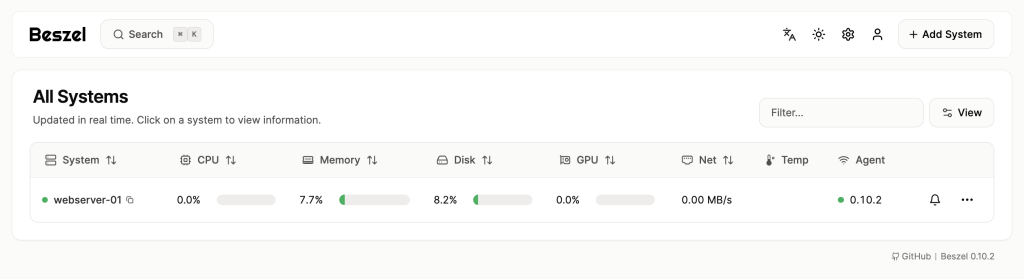 Beszel Search ⌘ K Add System
All Systems
Updated in real time. Click on a system to view information.
Filter... View
System CPU Memory Disk GPU Net Temp Agent
webserver-01 0.0% 7.7% 8.2% 0.0% 0.00 MB/s 0.10.2
GitHub | Beszel 0.10.2